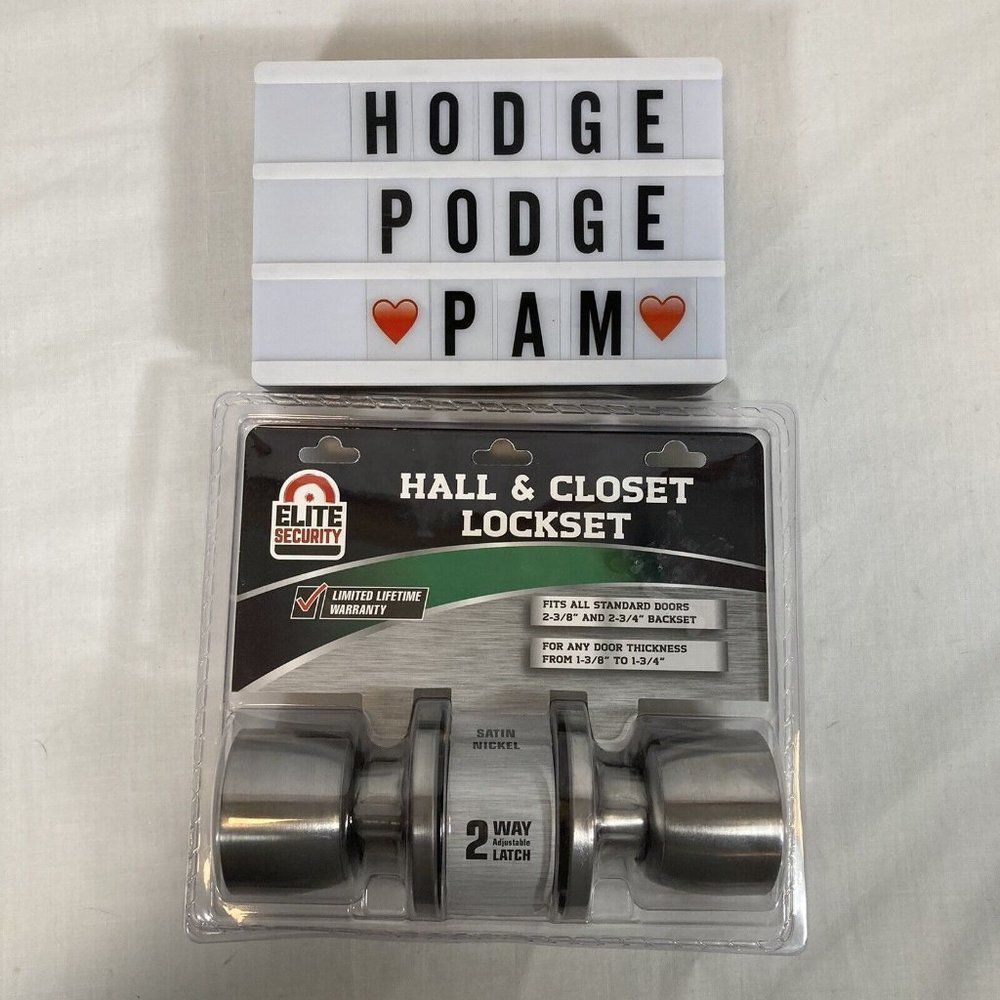 HODGE
PODGE
PAM
ELITE
SECURITY
HALL & CLOSET
LOCKSET
LIMITED LIFETIME
WARRANTY
FITS ALL STANDARD DOORS
2-3/8" AND 2-3/4" BACKSET
FOR ANY DOOR THICKNESS
FROM 1-3/8" TO 1-3/4"
SATIN
NICKEL
2 WAY
Adjustable
LATCH